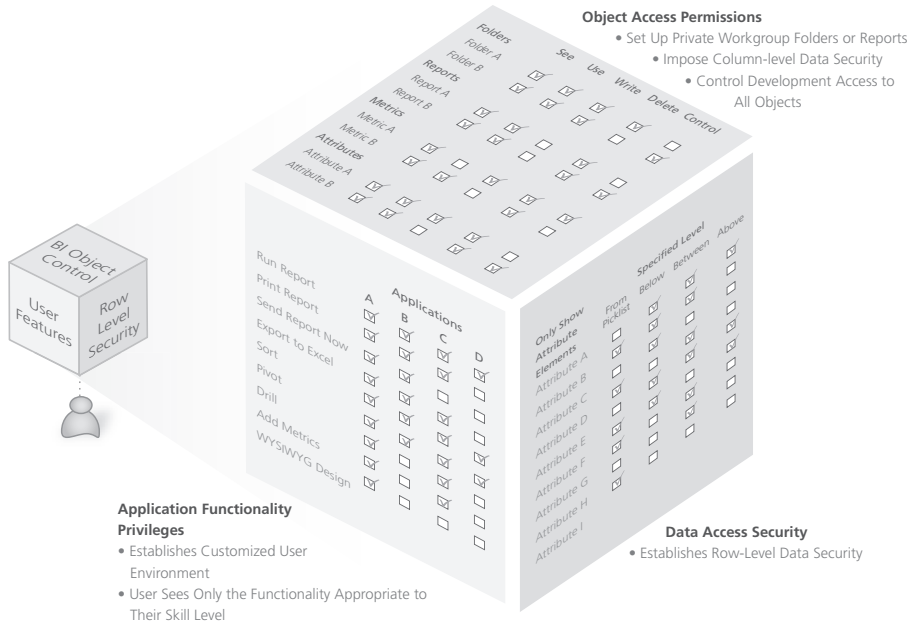 Object Access Permissions
• Set Up Private Workgroup Folders or Reports
• Impose Column-level Data Security
• Control Development Access to
All Objects
Folders
Folder A
Folder B
Reports
Report A
Report B
Metrics
Metric A
Metric B
Attributes
Attribute A
Attribute B
See
Use
Write
Delete
Control
BI Object
Control
User
Features
Row
Level
Security
Applications
A
B
C
D
Run Report
Print Report
Send Report Now
Export to Excel
Sort
Pivot
Drill
Add Metrics
WYSIWYG Design
Specified Level
From
Picklist
Below
Between
Above
Only Show
Attribute
Elements
Attribute A
Attribute B
Attribute C
Attribute D
Attribute E
Attribute F
Attribute G
Attribute H
Attribute I
Application Functionality
Privileges
• Establishes Customized User
Environment
• User Sees Only the Functionality Appropriate to
Their Skill Level
Data Access Security
• Establishes Row-Level Data Security